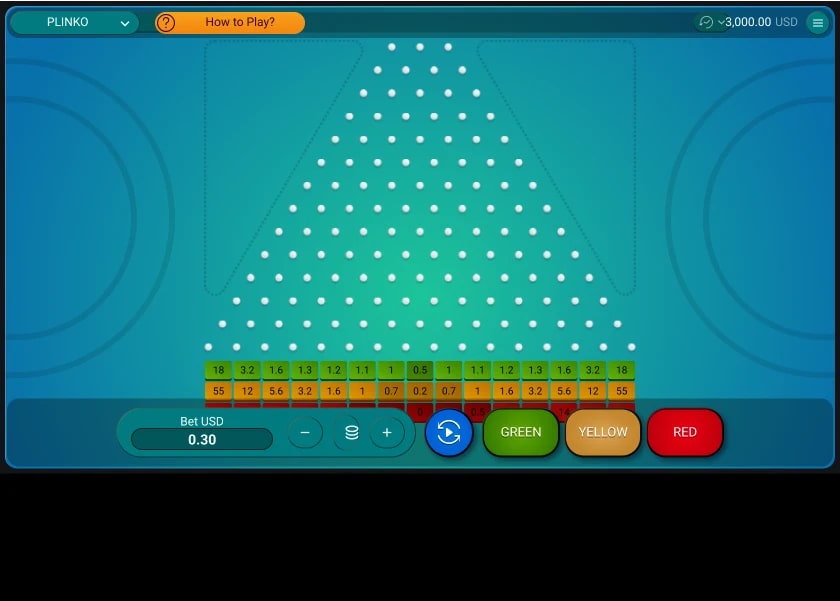 PLINKO
? How to Play?
3,000.00 USD
18 3.2 1.6 1.3 1.2 1.1 1 0.5 1 1.1 1.2 1.3 1.6 3.2 18
55 12 5.6 3.2 1.6 1 0.7 0.2 0.7 1 1.6 3.2 5.6 12 55
Bet USD
0.30
− +
GREEN
YELLOW
RED